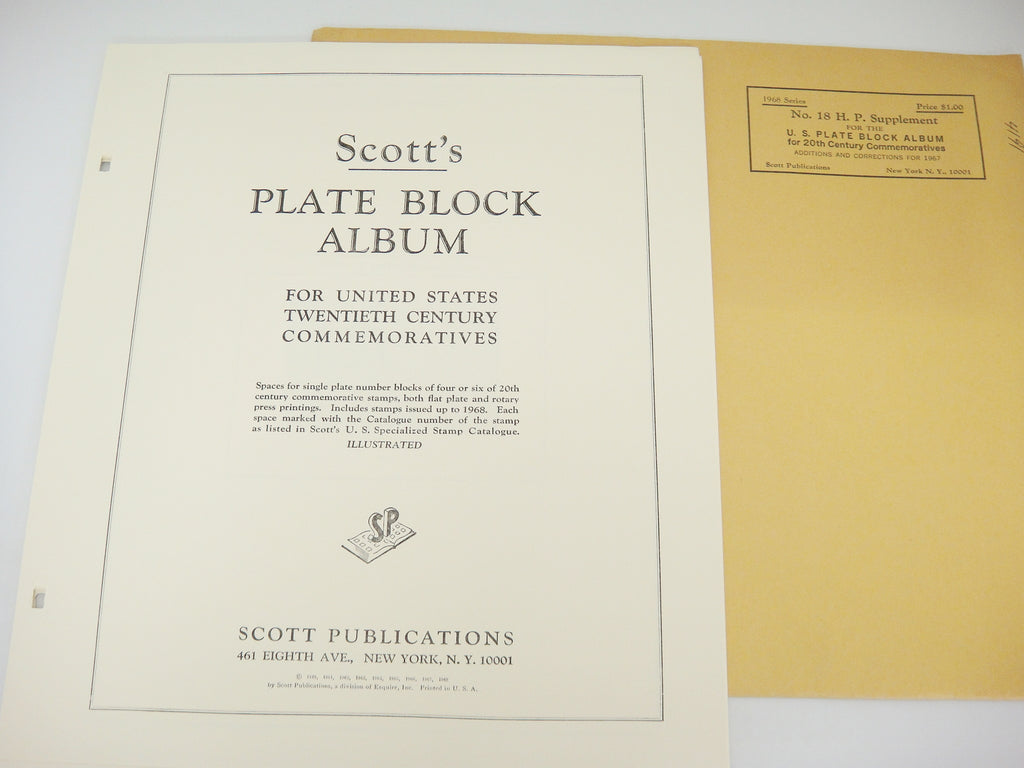 Scott's
PLATE BLOCK
ALBUM
FOR UNITED STATES
TWENTIETH CENTURY
COMMEMORATIVES
Spaces for single plate number blocks of four or six of 20th
century commemorative stamps, both flat plate and rotary
press printings. Includes stamps issued up to 1968. Each
space marked with the Catalogue number of the stamp
as listed in Scott's U. S. Specialized Stamp Catalogue.
ILLUSTRATED
SP
SCOTT PUBLICATIONS
461 EIGHTH AVE., NEW YORK, N. Y. 10001
by Scott Publications, a division of Esquire, Inc. Printed in U. S. A.
1968 Series
Price $1.00
No. 18 H. P. Supplement
FOR THE
U. S. PLATE BLOCK ALBUM
for 20th Century Commemoratives
ADDITIONS AND CORRECTIONS FOR 1967
Scott Publications
New York N. Y., 10001